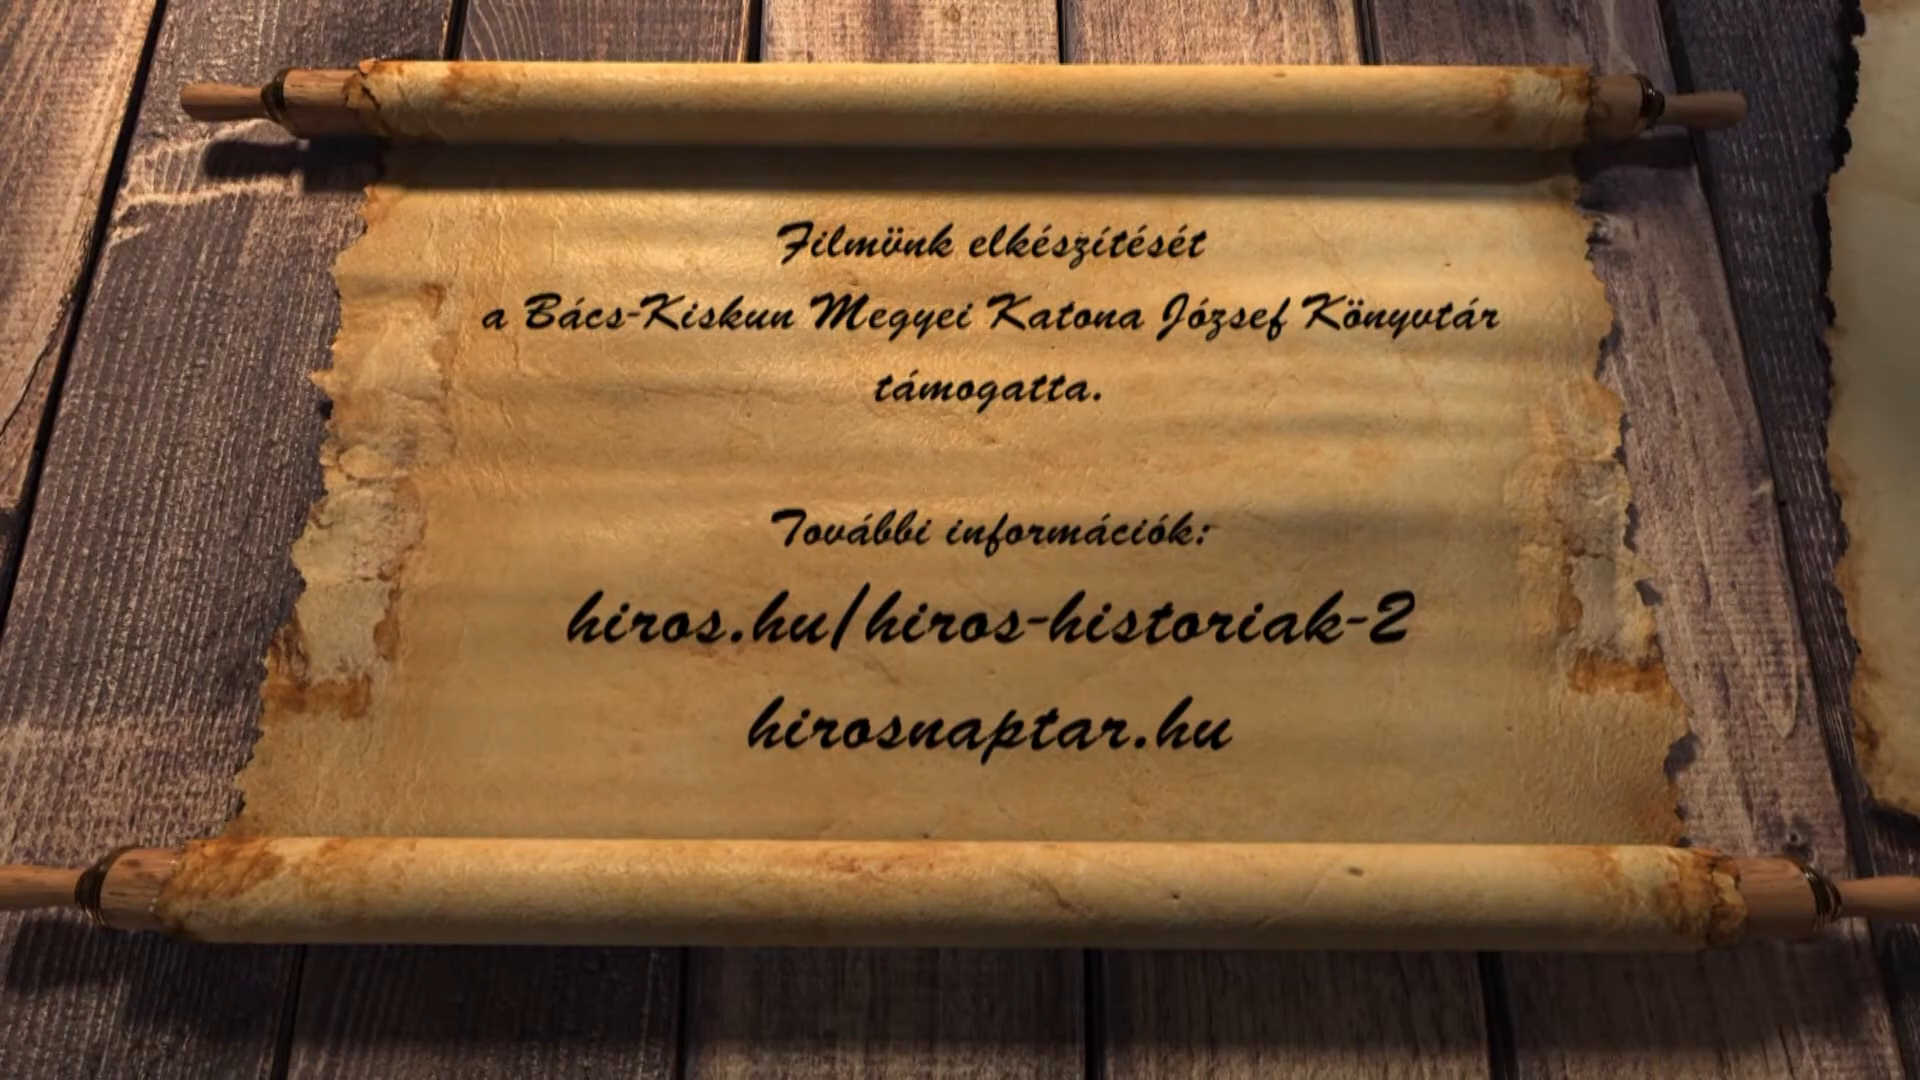 Filmünk elkészítését
a Bács-Kiskun Megyei Katona József Könyvtár
támogatta.
További információk:
hiros.hu/hiros-historiak-2
hirosnaptar.hu